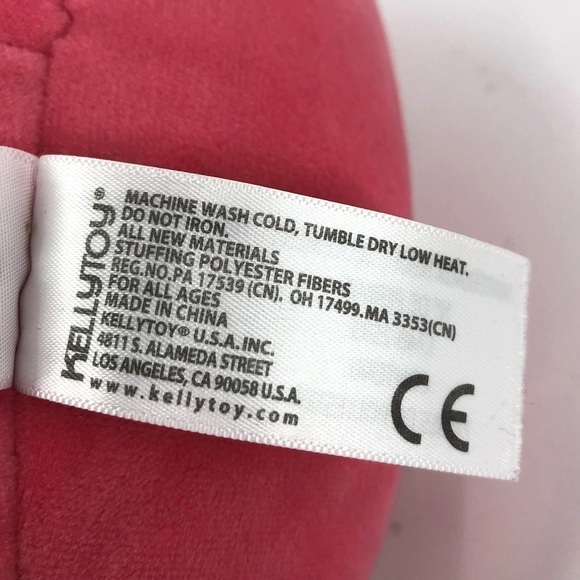 KELLYTOY®
MACHINE WASH COLD, TUMBLE DRY LOW HEAT.
DO NOT IRON.
ALL NEW MATERIALS
STUFFING POLYESTER FIBERS
REG.NO.PA 17539 (CN). OH 17499.MA 3353(CN)
FOR ALL AGES
MADE IN CHINA
KELLYTOY® U.S.A. INC.
4811 S. ALAMEDA STREET
LOS ANGELES, CA 90058 U.S.A.
www.kellytoy.com
CE